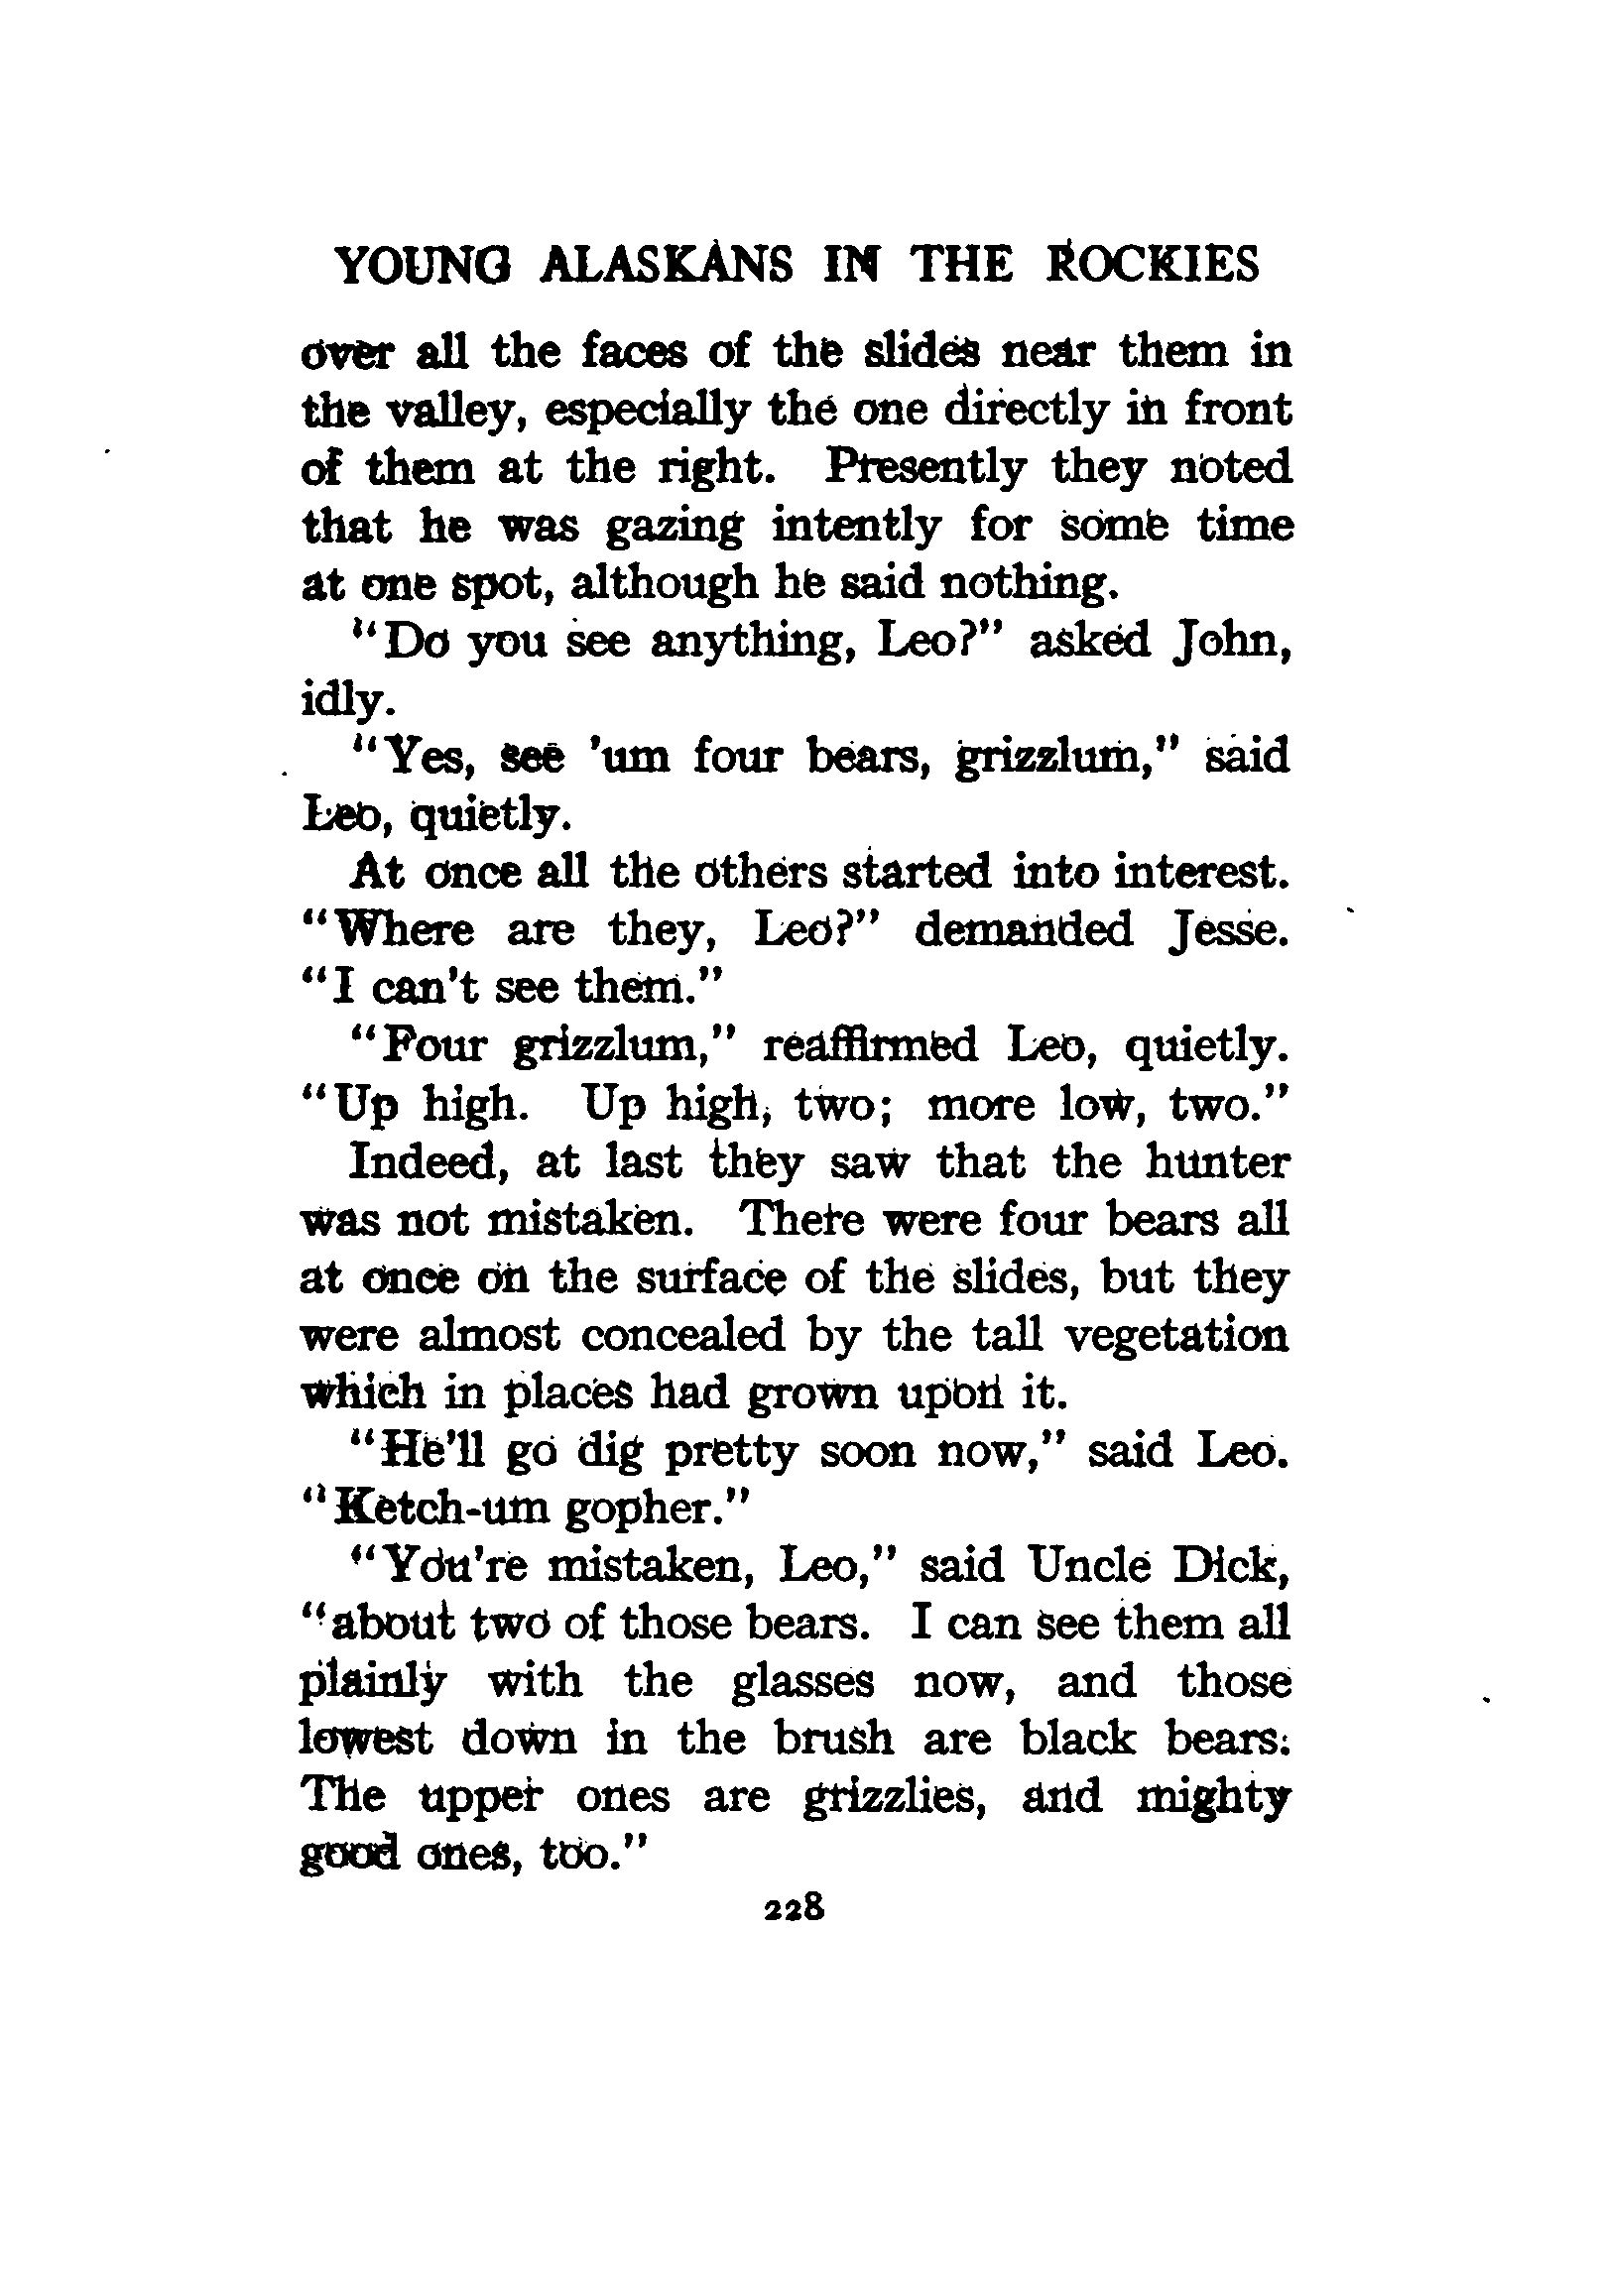 YOUNG ALASKANS IN THE ROCKIES
over all the faces of the slides near them in
the valley, especially the one directly in front
of them at the right. Presently they noted
that he was gazing intently for some time
at one spot, although he said nothing.
"Do you see anything, Leo?" asked John,
idly.
"Yes, see 'um four bears, grizzlum," said
Leo, quietly.
At once all the others started into interest.
"Where are they, Leo?" demanded Jesse.
"I can't see them."
"Four grizzlum," reaffirmed Leo, quietly.
"Up high. Up high, two; more low, two."
Indeed, at last they saw that the hunter
was not mistaken. There were four bears all
at once on the surface of the slides, but they
were almost concealed by the tall vegetation
which in places had grown upon it.
"He'll go dig pretty soon now," said Leo.
"Ketch-um gopher."
"You're mistaken, Leo," said Uncle Dick,
"about two of those bears. I can see them all
plainly with the glasses now, and those
lowest down in the brush are black bears.
The upper ones are grizzlies, and mighty
good ones, too."
228